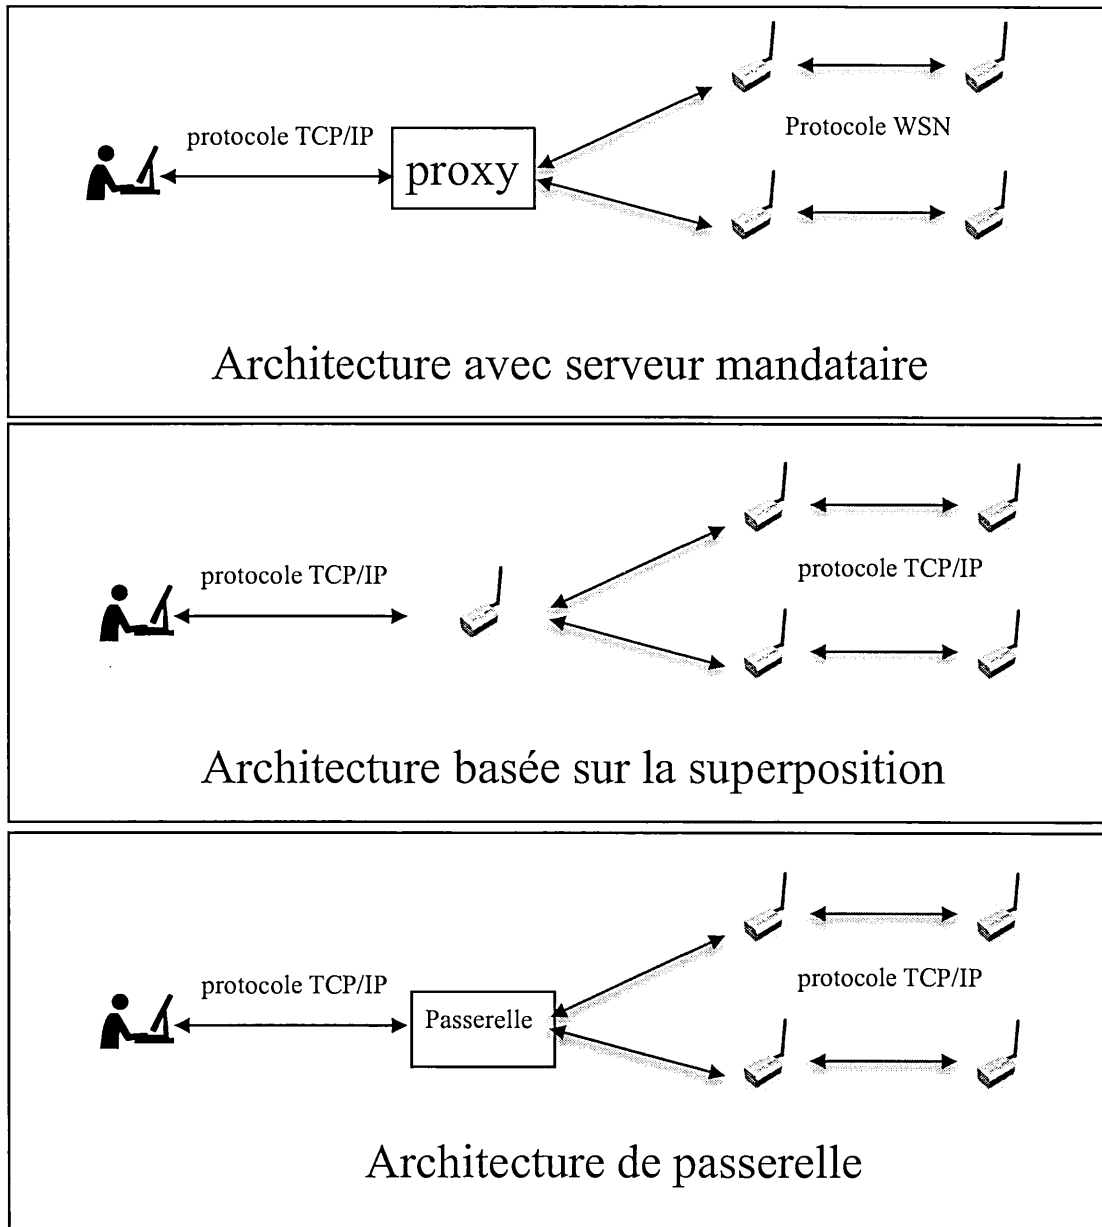 protocole TCP/IP
proxy
Protocole WSN
Architecture avec serveur mandataire
protocole TCP/IP
protocole TCP/IP
Architecture basée sur la superposition
protocole TCP/IP
Passerelle
protocole TCP/IP
Architecture de passerelle